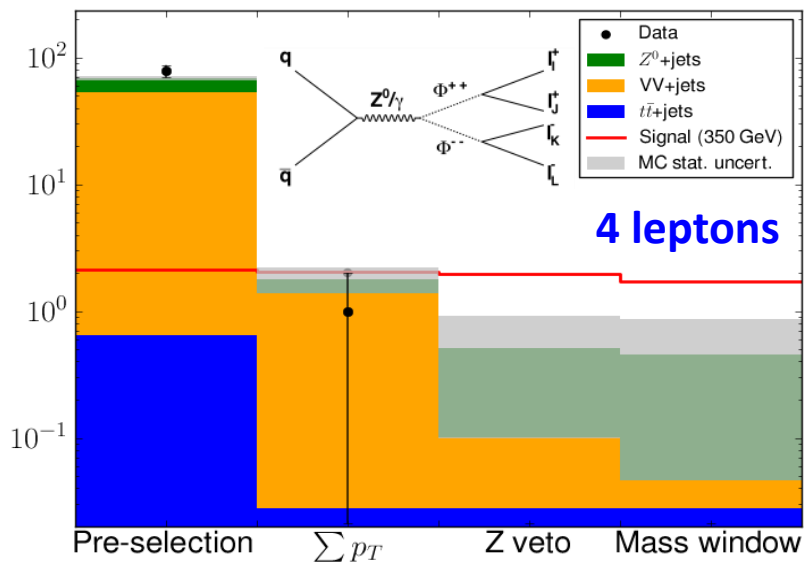 Data
Z⁰+jets
VV+jets
tt̄+jets
Signal (350 GeV)
MC stat. uncert.
q
q̄
Z⁰/γ
Φ⁺⁺
Φ⁻⁻
l⁺I
l⁺J
l⁻K
l⁻L
4 leptons
10²
10¹
10⁰
10⁻¹
Pre-selection
∑ p_T
Z veto
Mass window